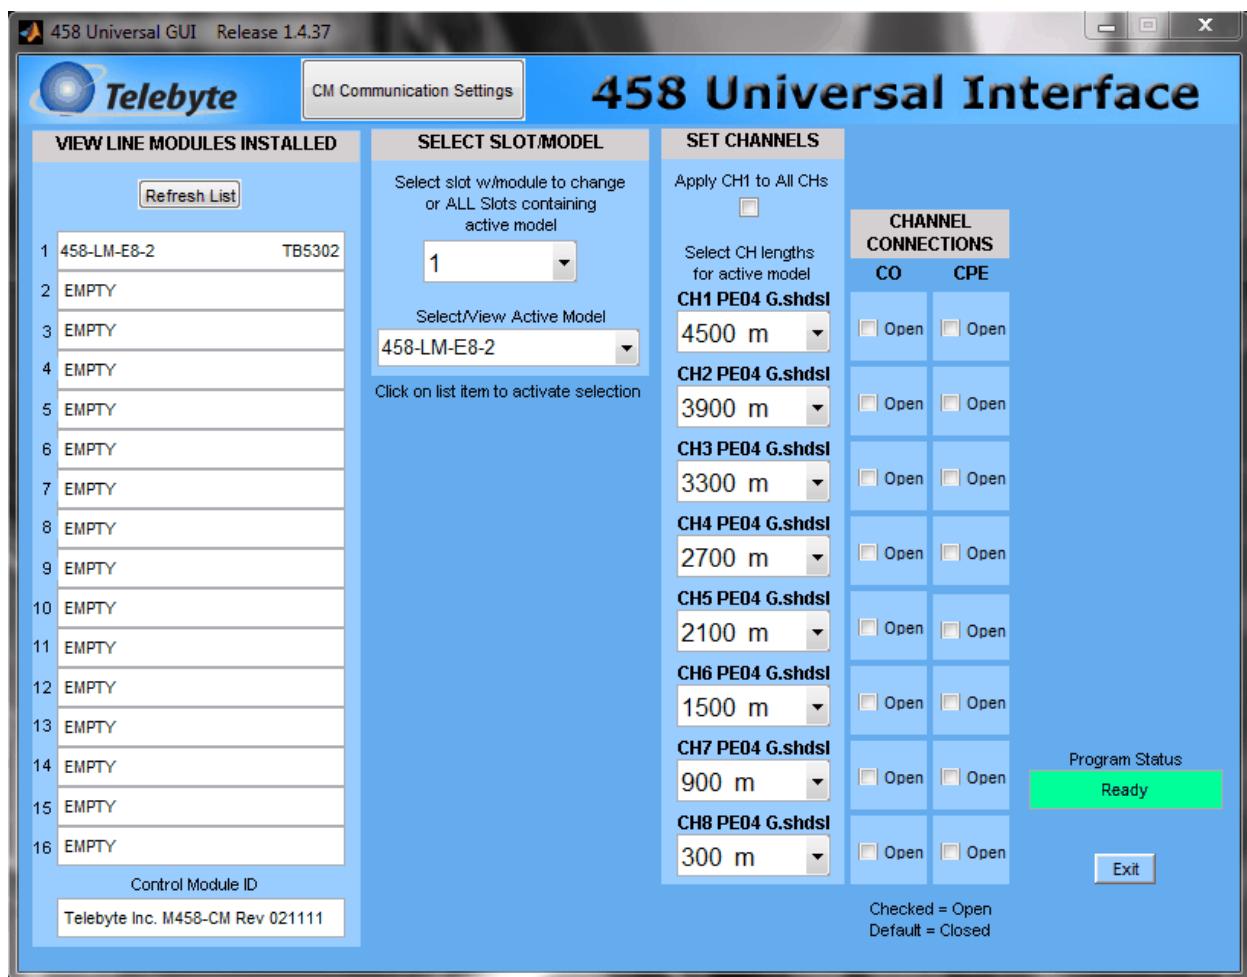 458 Universal GUI Release 1.4.37
Telebyte
CM Communication Settings
458 Universal Interface
VIEW LINE MODULES INSTALLED
Refresh List
1 458-LM-E8-2 TB5302
2 EMPTY
3 EMPTY
4 EMPTY
5 EMPTY
6 EMPTY
7 EMPTY
8 EMPTY
9 EMPTY
10 EMPTY
11 EMPTY
12 EMPTY
13 EMPTY
14 EMPTY
15 EMPTY
16 EMPTY
Control Module ID
Telebyte Inc. M458-CM Rev 021111
SELECT SLOT/MODEL
Select slot w/module to change
or ALL Slots containing
active model
1
Select/View Active Model
458-LM-E8-2
Click on list item to activate selection
SET CHANNELS
Apply CH1 to All CHs
Select CH lengths
for active model
CHANNEL
CONNECTIONS
CO CPE
CH1 PE04 G.shdsl
4500 m Open Open
CH2 PE04 G.shdsl
3900 m Open Open
CH3 PE04 G.shdsl
3300 m Open Open
CH4 PE04 G.shdsl
2700 m Open Open
CH5 PE04 G.shdsl
2100 m Open Open
CH6 PE04 G.shdsl
1500 m Open Open
CH7 PE04 G.shdsl
900 m Open Open
CH8 PE04 G.shdsl
300 m Open Open
Checked = Open
Default = Closed
Program Status
Ready
Exit